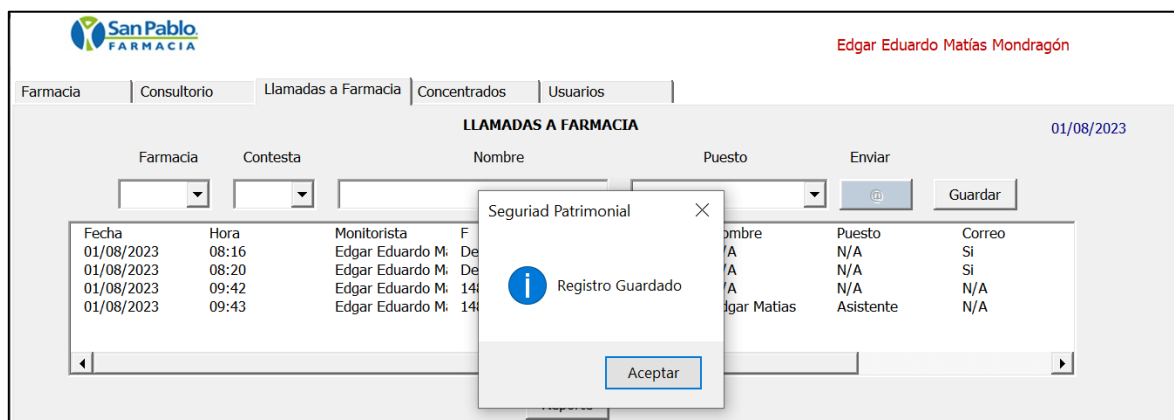 San Pablo.
FARMACIA
Edgar Eduardo Matías Mondragón
Farmacia Consultorio Llamadas a Farmacia Concentrados Usuarios
LLAMADAS A FARMACIA
01/08/2023
Farmacia Contesta Nombre Puesto Enviar
@ Guardar
Seguriad Patrimonial
Fecha Hora Monitorista F ombre Puesto Correo
01/08/2023 08:16 Edgar Eduardo M De /A N/A Si
01/08/2023 08:20 Edgar Eduardo M De /A N/A Si
01/08/2023 09:42 Edgar Eduardo M 148 /A N/A N/A
01/08/2023 09:43 Edgar Eduardo M 148 dgar Matias Asistente N/A
Registro Guardado
Aceptar